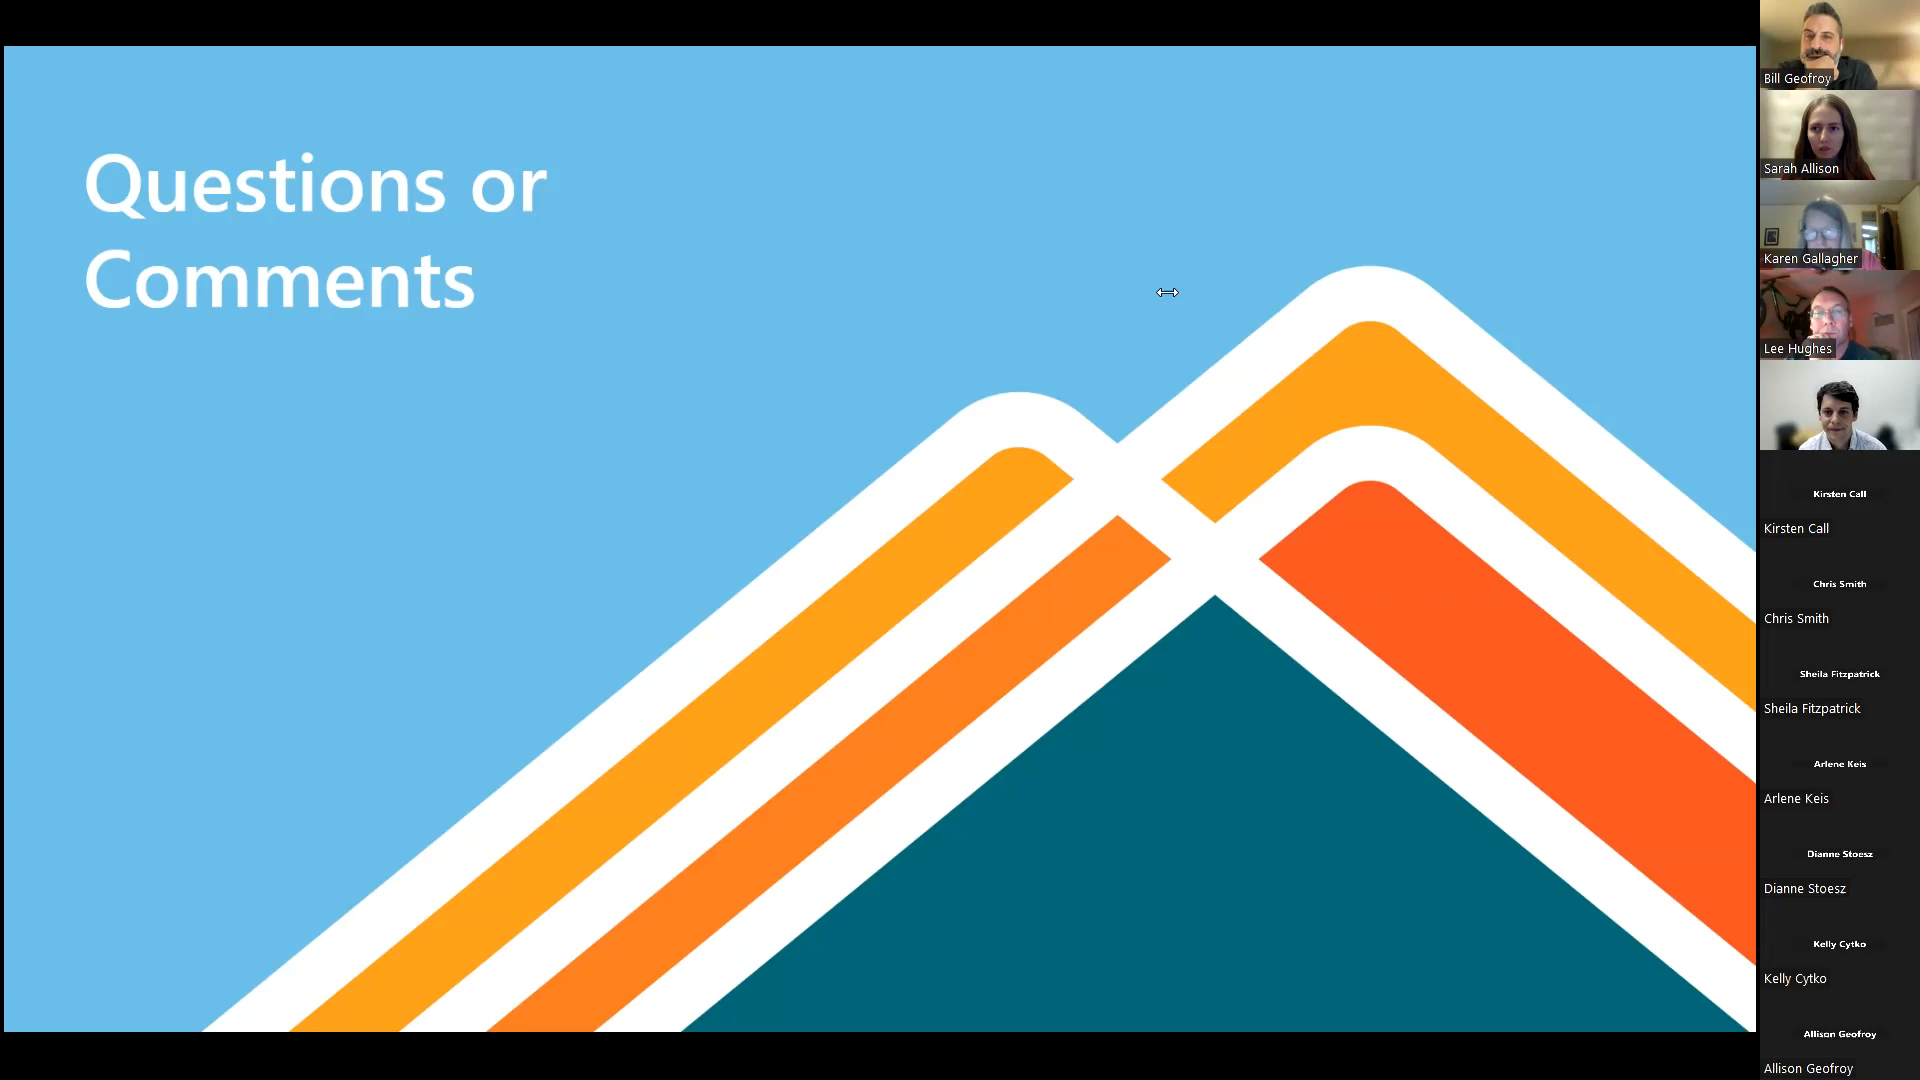 Questions or
Comments
Bill Geofroy
Sarah Allison
Karen Gallagher
Lee Hughes
Kirsten Call
Kirsten Call
Chris Smith
Chris Smith
Sheila Fitzpatrick
Sheila Fitzpatrick
Arlene Keis
Arlene Keis
Dianne Stoesz
Dianne Stoesz
Kelly Cytko
Kelly Cytko
Allison Geofroy
Allison Geofroy